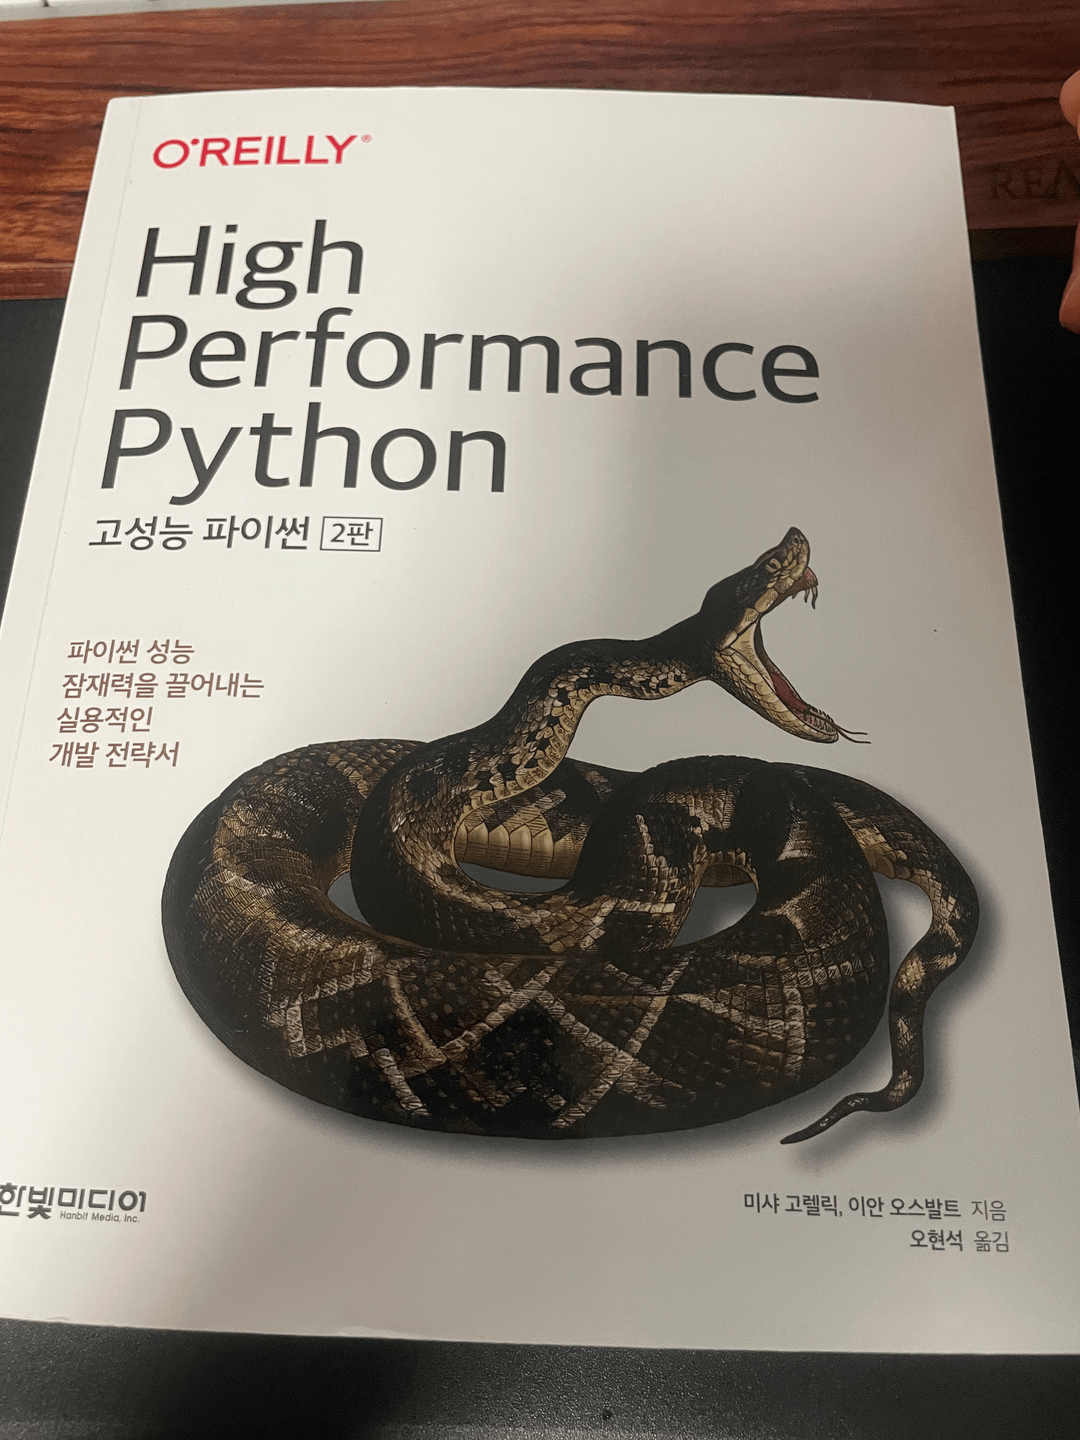 O'REILLY®
High
Performance
Python
고성능 파이썬 2판
파이썬 성능
잠재력을 끌어내는
실용적인
개발 전략서
한빛미디어
Hanbit Media, Inc.
미샤 고렐릭, 이안 오스발트 지음
오현석 옮김